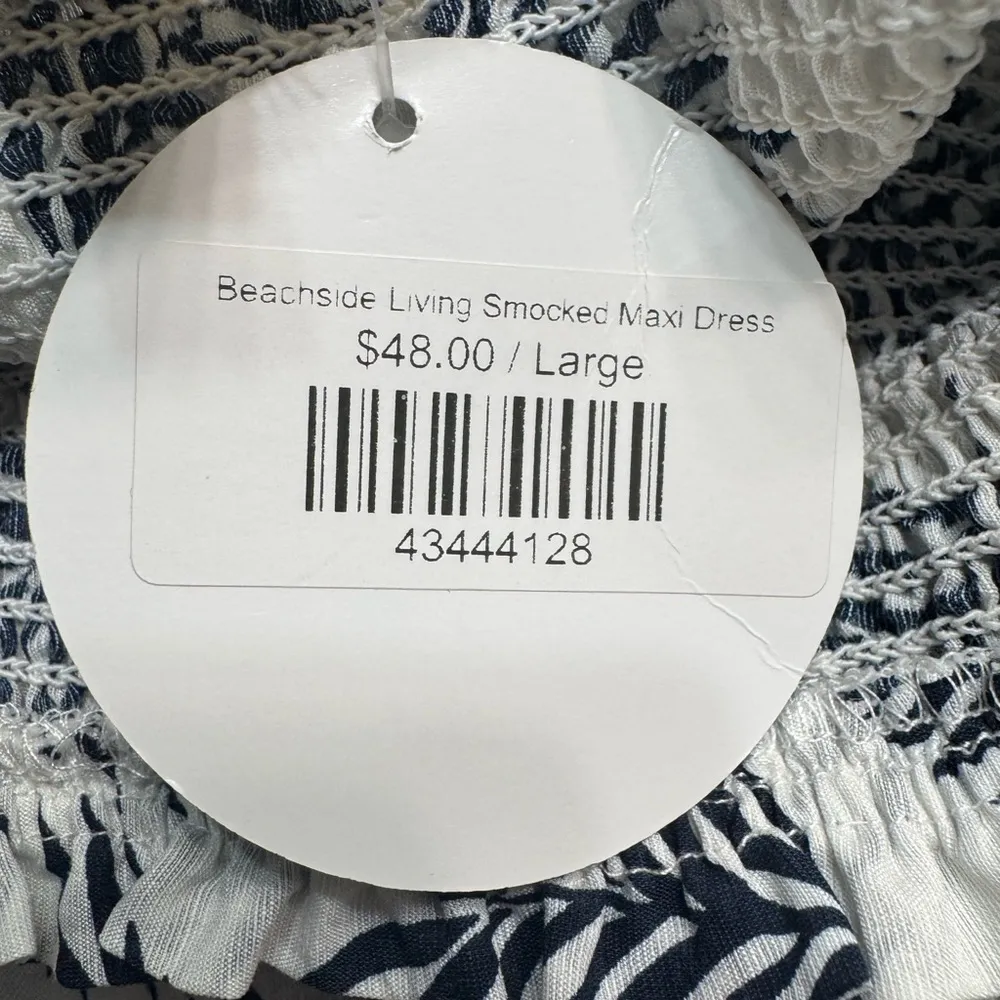 Beachside Living Smocked Maxi Dress
$48.00 / Large
43444128